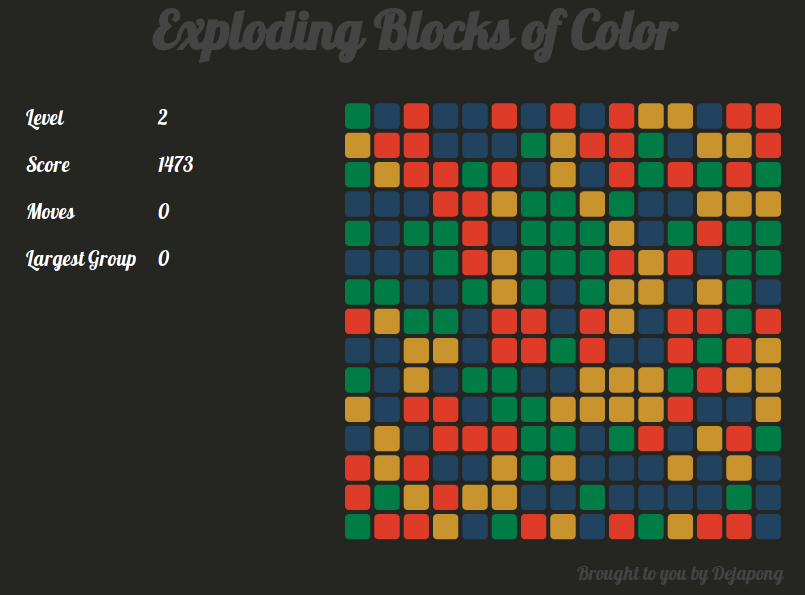 Exploding Blocks of Color
Level 2
Score 1473
Moves 0
Largest Group 0
Brought to you by Dejapong